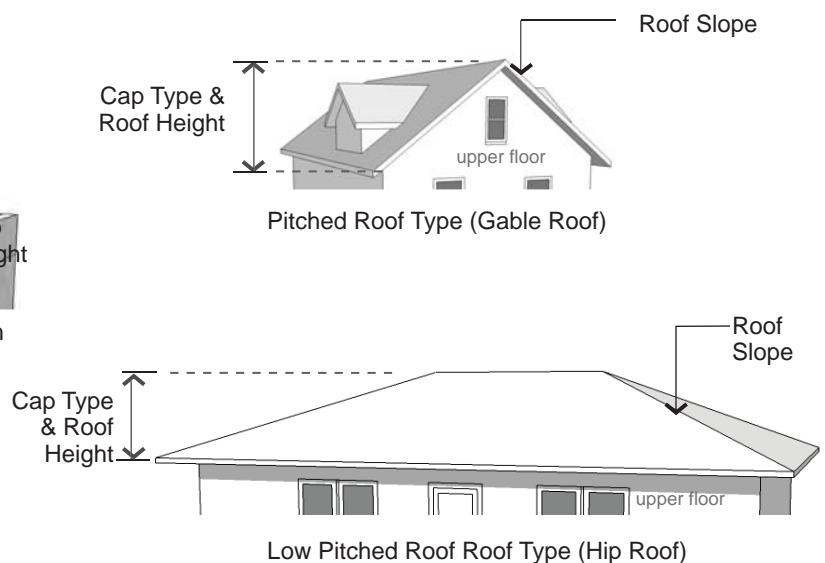 Roof Slope
Cap Type &
Roof Height
upper floor
Pitched Roof Type (Gable Roof)
ght
Roof
Slope
Cap Type
& Roof
Height
upper floor
Low Pitched Roof Roof Type (Hip Roof)